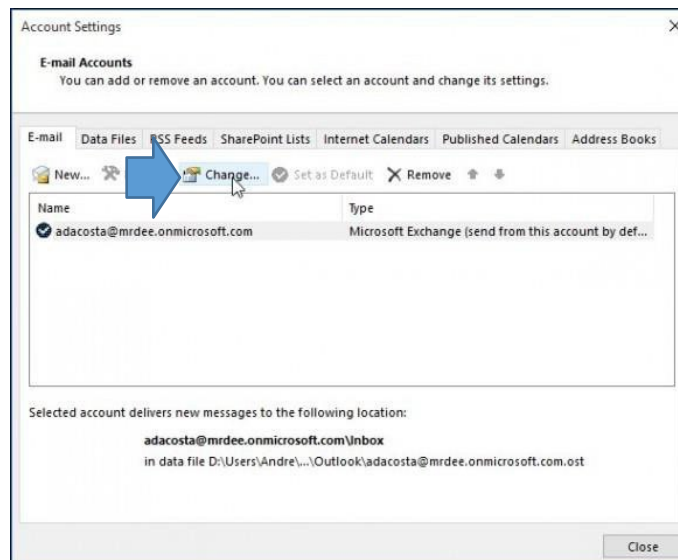 Account Settings
E-mail Accounts
You can add or remove an account. You can select an account and change its settings.
E-mail Data Files RSS Feeds SharePoint Lists Internet Calendars Published Calendars Address Books
New... Change... Set as Default Remove
Name Type
adacosta@mrdee.onmicrosoft.com Microsoft Exchange (send from this account by def...
Selected account delivers new messages to the following location:
adacosta@mrdee.onmicrosoft.com\Inbox
in data file D:\Users\Andre\...\Outlook\adacosta@mrdee.onmicrosoft.com.ost
Close